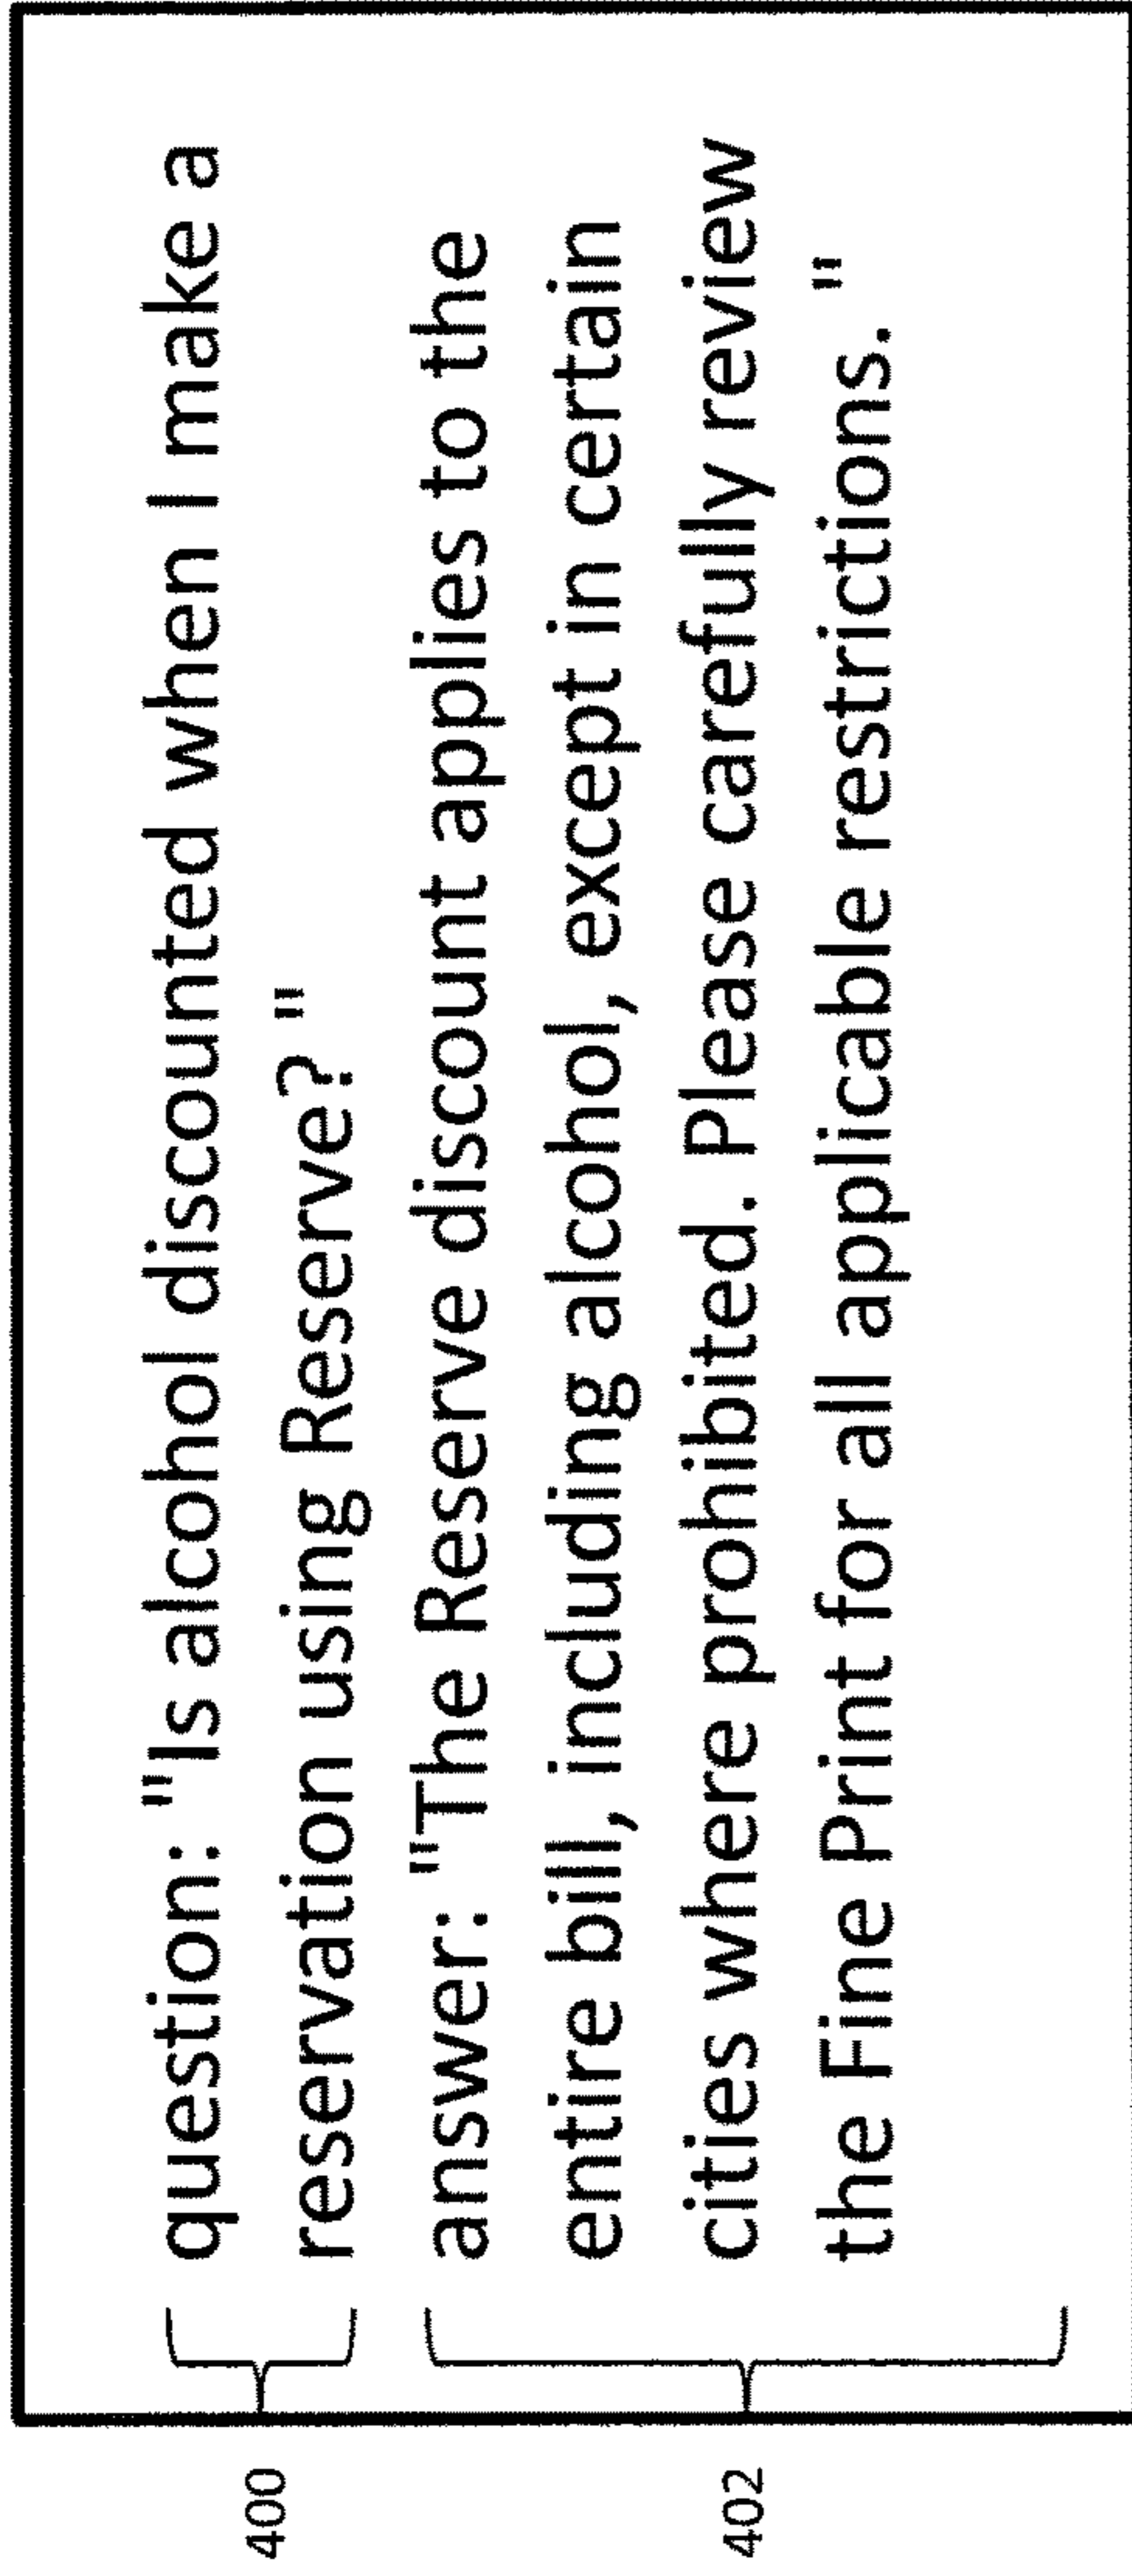 question: "Is alcohol discounted when I make a
reservation using Reserve? "
answer: "The Reserve discount applies to the
entire bill, including alcohol, except in certain
cities where prohibited. Please carefully review
the Fine Print for all applicable restrictions. "
400
402